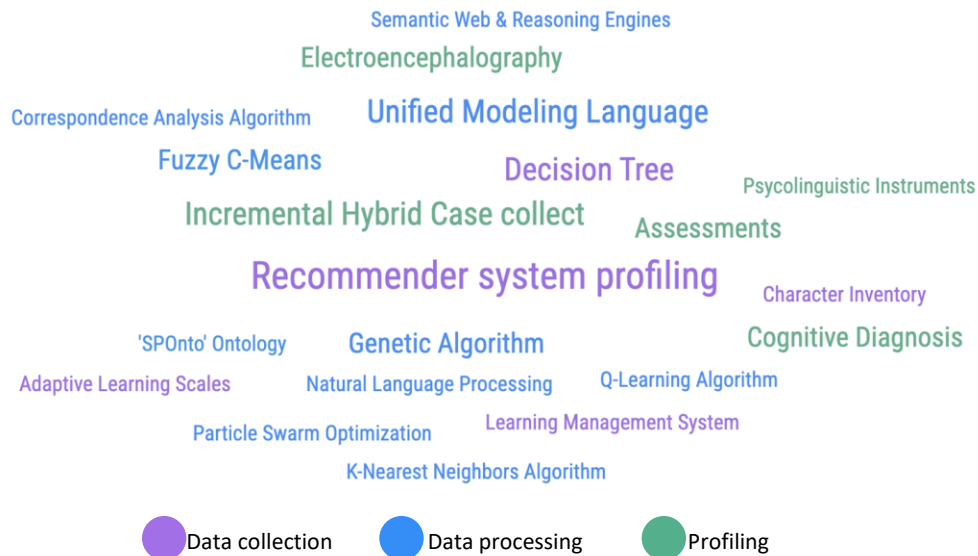 Semantic Web & Reasoning Engines
Electroencephalography
Unified Modeling Language
Correspondence Analysis Algorithm
Fuzzy C-Means
Decision Tree
Psycolinguistic Instruments
Incremental Hybrid Case collect
Assessments
Recommender system profiling
Character Inventory
Cognitive Diagnosis
'SPOnto' Ontology
Genetic Algorithm
Adaptive Learning Scales
Natural Language Processing
Q-Learning Algorithm
Learning Management System
Particle Swarm Optimization
K-Nearest Neighbors Algorithm
Data collection
Data processing
Profiling